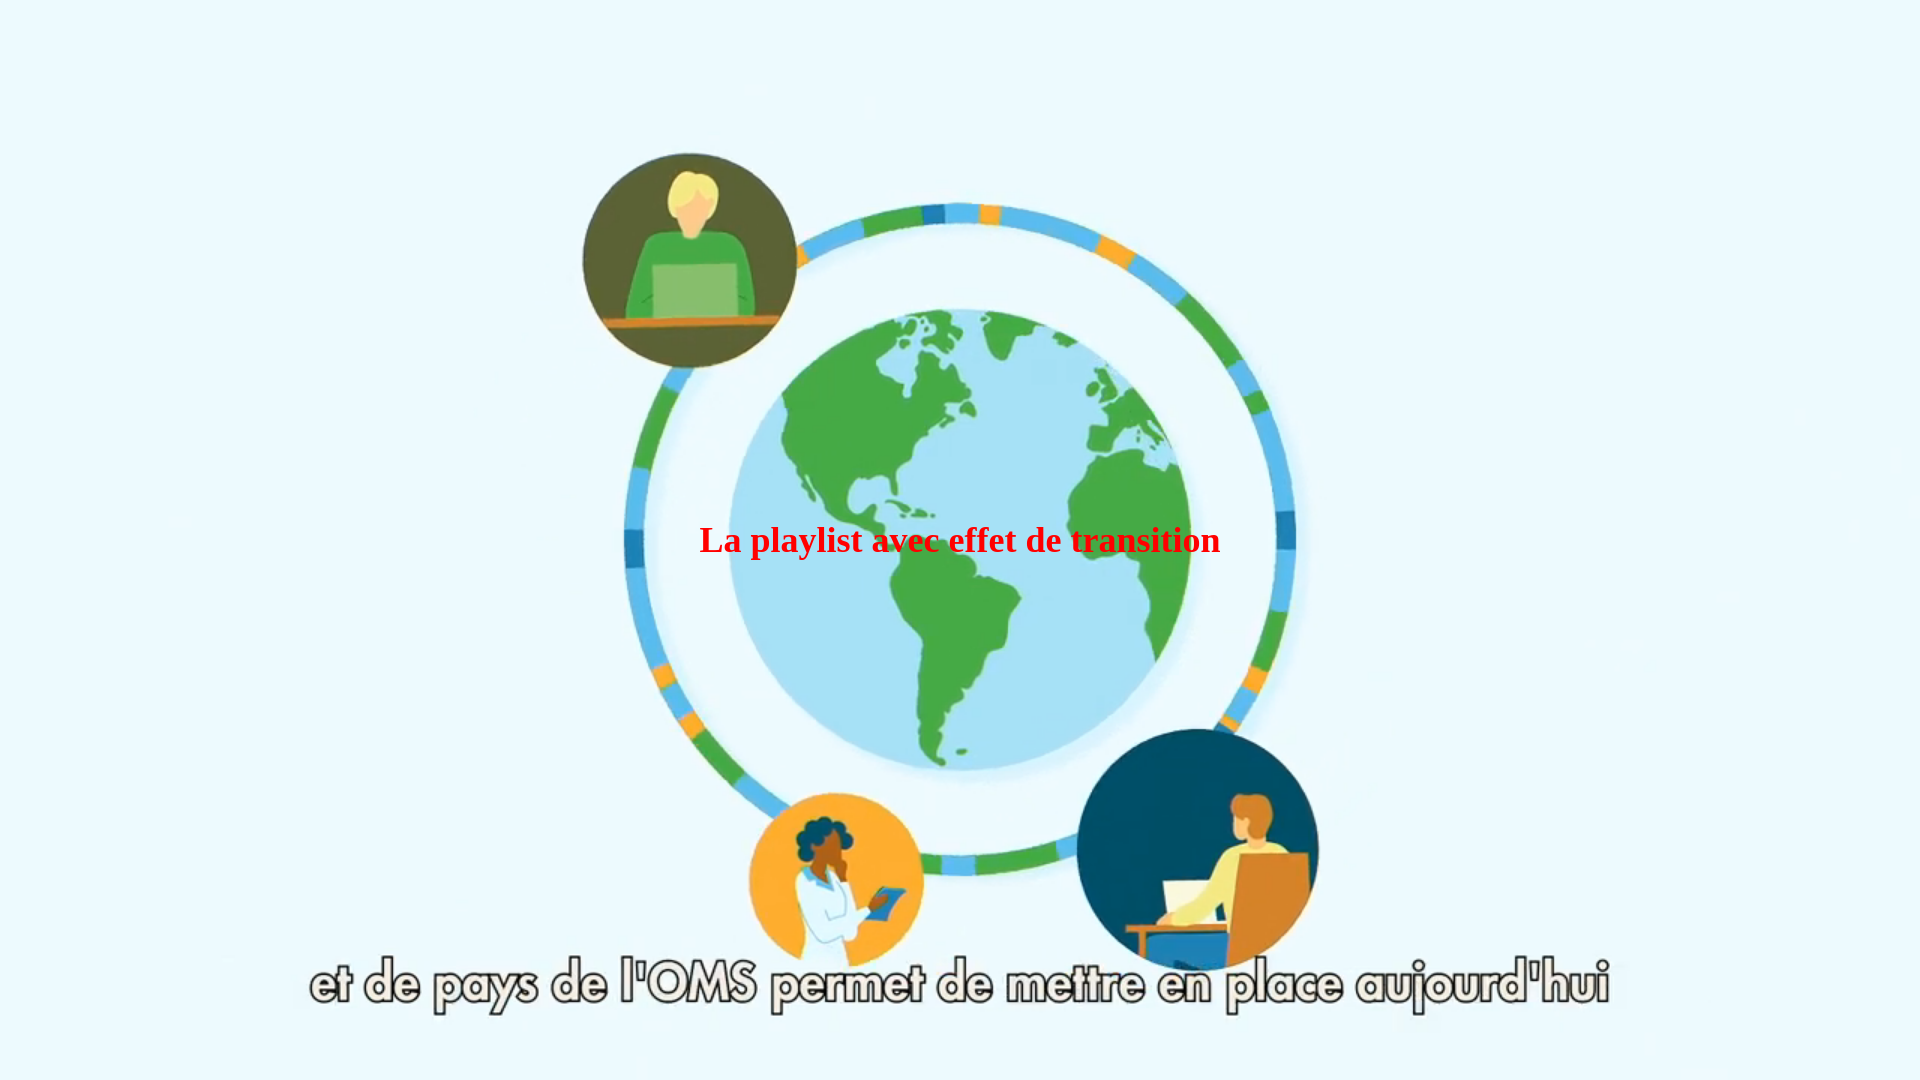 La playlist avec effet de transition
et de pays de l'OMS permet de mettre en place aujourd'hui